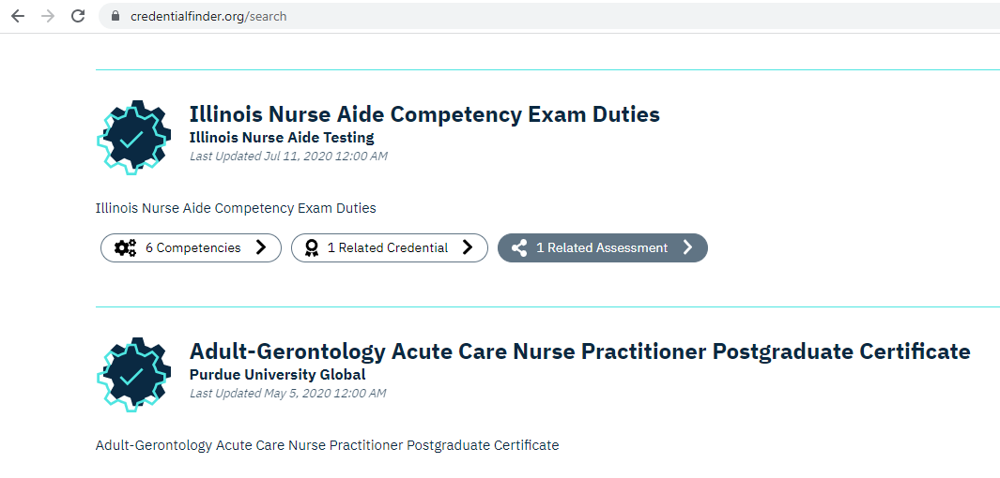 credentialfinder.org/search
Illinois Nurse Aide Competency Exam Duties
Illinois Nurse Aide Testing
Last Updated Jul 11, 2020 12:00 AM
Illinois Nurse Aide Competency Exam Duties
6 Competencies 1 Related Credential 1 Related Assessment
Adult-Gerontology Acute Care Nurse Practitioner Postgraduate Certificate
Purdue University Global
Last Updated May 5, 2020 12:00 AM
Adult-Gerontology Acute Care Nurse Practitioner Postgraduate Certificate